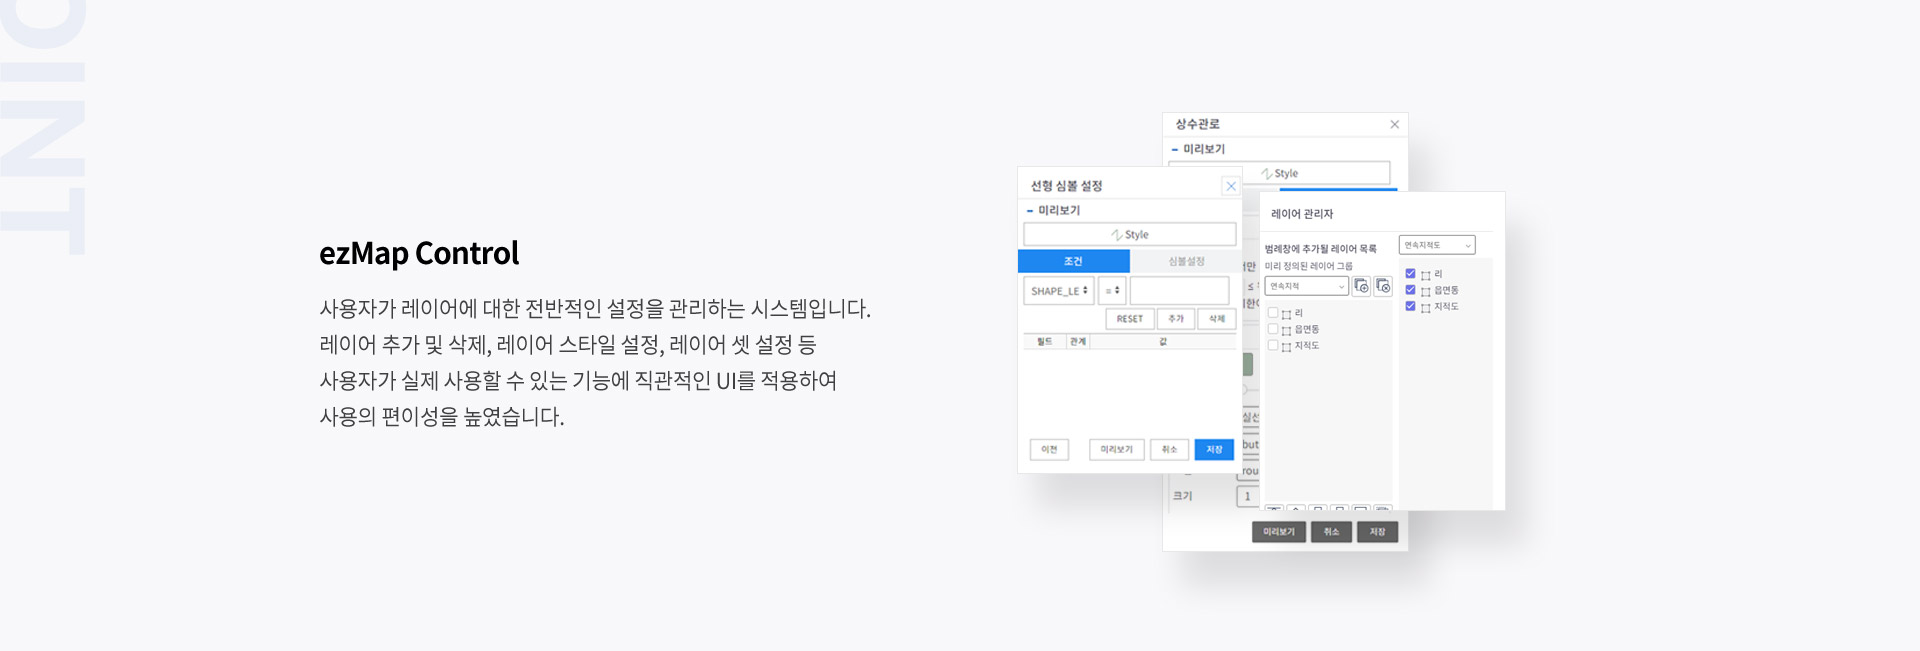 OINT
ezMap Control
사용자가 레이어에 대한 전반적인 설정을 관리하는 시스템입니다.
레이어 추가 및 삭제, 레이어 스타일 설정, 레이어 셋 설정 등
사용자가 실제 사용할 수 있는 기능에 직관적인 UI를 적용하여
사용의 편이성을 높였습니다.
상수관로
미리보기
Style
크기
1
미리보기 취소 저장
선형 심볼 설정
미리보기
Style
조건 심볼설정
SHAPE_LE =
RESET 추가 삭제
필드 관계 값
이전 미리보기 취소 저장
레이어 관리자
범례창에 추가될 레이어 목록
미리 정의된 레이어 그룹
연속지적
리
읍면동
지적도
연속지적도
리
읍면동
지적도